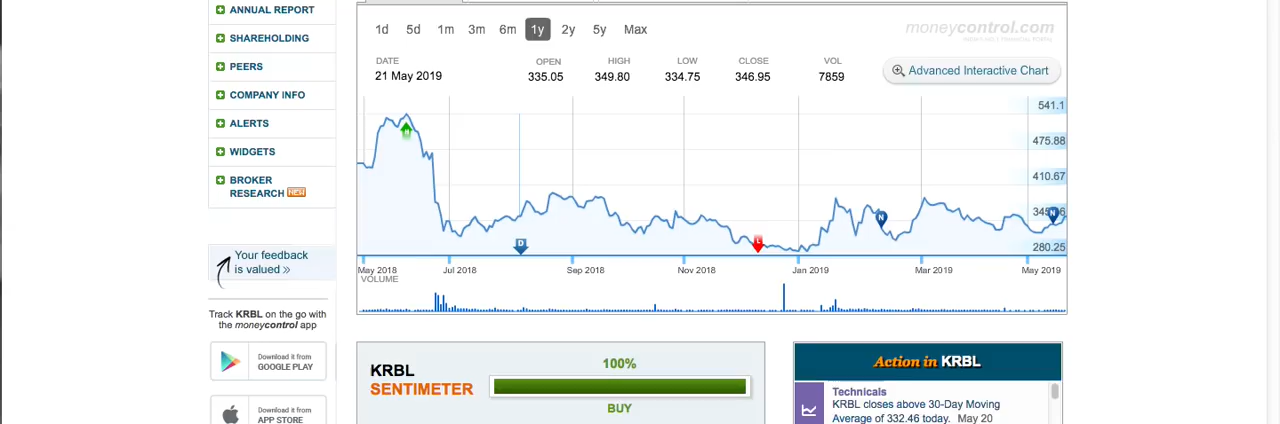 ANNUAL REPORT
SHAREHOLDING
PEERS
COMPANY INFO
ALERTS
WIDGETS
BROKER
RESEARCH NEW
Your feedback
is valued »
Track KRBL on the go with
the moneycontrol app
Download it from
GOOGLE PLAY
Download it from
APP STORE
1d 5d 1m 3m 6m 1y 2y 5y Max
moneycontrol.com
DATE OPEN HIGH LOW CLOSE VOL
21 May 2019 335.05 349.80 334.75 346.95 7859
Advanced Interactive Chart
541.1
475.88
410.67
280.25
H
D
L
N
N
May 2018 Jul 2018 Sep 2018 Nov 2018 Jan 2019 Mar 2019 May 2019
VOLUME
KRBL
SENTIMETER
100%
BUY
Action in KRBL
Technicals
KRBL closes above 30-Day Moving
Average of 332.46 today. May 20